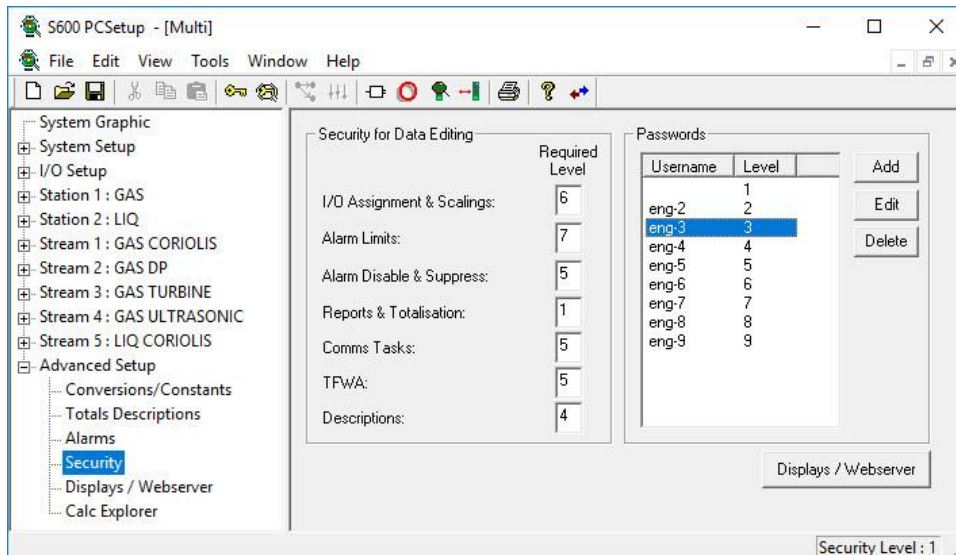 S600 PCSetup - [Multi]
File Edit View Tools Window Help
System Graphic
System Setup
I/O Setup
Station 1 : GAS
Station 2 : LIQ
Stream 1 : GAS CORIOLIS
Stream 2 : GAS DP
Stream 3 : GAS TURBINE
Stream 4 : GAS ULTRASONIC
Stream 5 : LIQ CORIOLIS
Advanced Setup
Conversions/Constants
Totals Descriptions
Alarms
Security
Displays / Webserver
Calc Explorer
Security for Data Editing
Required
Level
I/O Assignment & Scalings: 6
Alarm Limits: 7
Alarm Disable & Suppress: 5
Reports & Totalisation: 1
Comms Tasks: 5
TFWA: 5
Descriptions: 4
Passwords
Username Level
1
eng-2 2
eng-3 3
eng-4 4
eng-5 5
eng-6 6
eng-7 7
eng-8 8
eng-9 9
Add
Edit
Delete
Displays / Webserver
Security Level : 1